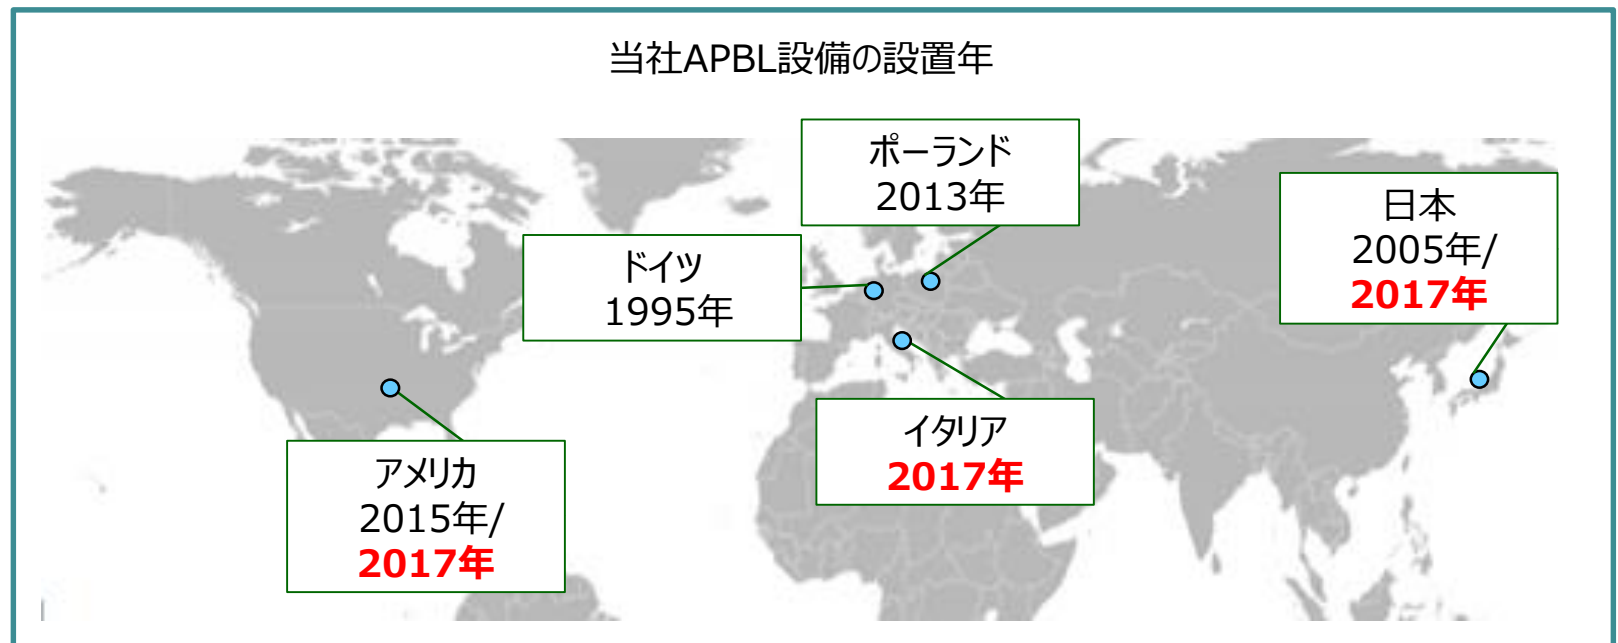 当社APBL設備の設置年
ポーランド
2013年
日本
2005年/
2017年
ドイツ
1995年
イタリア
2017年
アメリカ
2015年/
2017年